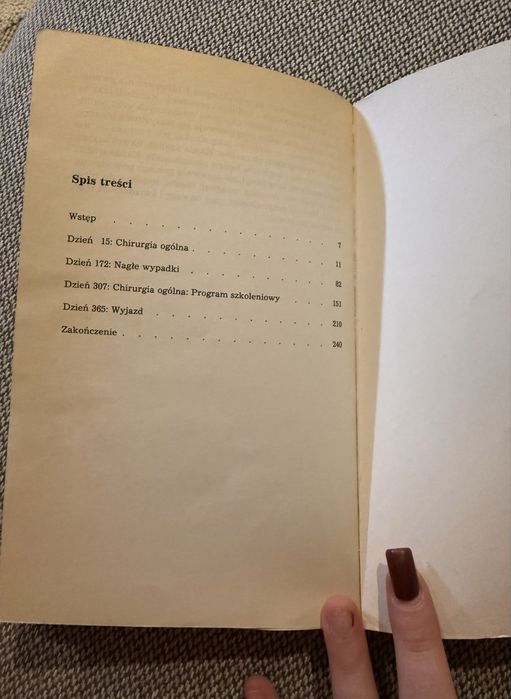 Spis treści
Wstęp . . . . . . . . . . . . 7
Dzień 15: Chirurgia ogólna . . . . . . . . 11
Dzień 172: Nagłe wypadki . . . . . . . . 82
Dzień 307: Chirurgia ogólna: Program szkoleniowy . . . 151
Dzień 365: Wyjazd . . . . . . . . . . 210
Zakończenie . . . . . . . . . . . . 240